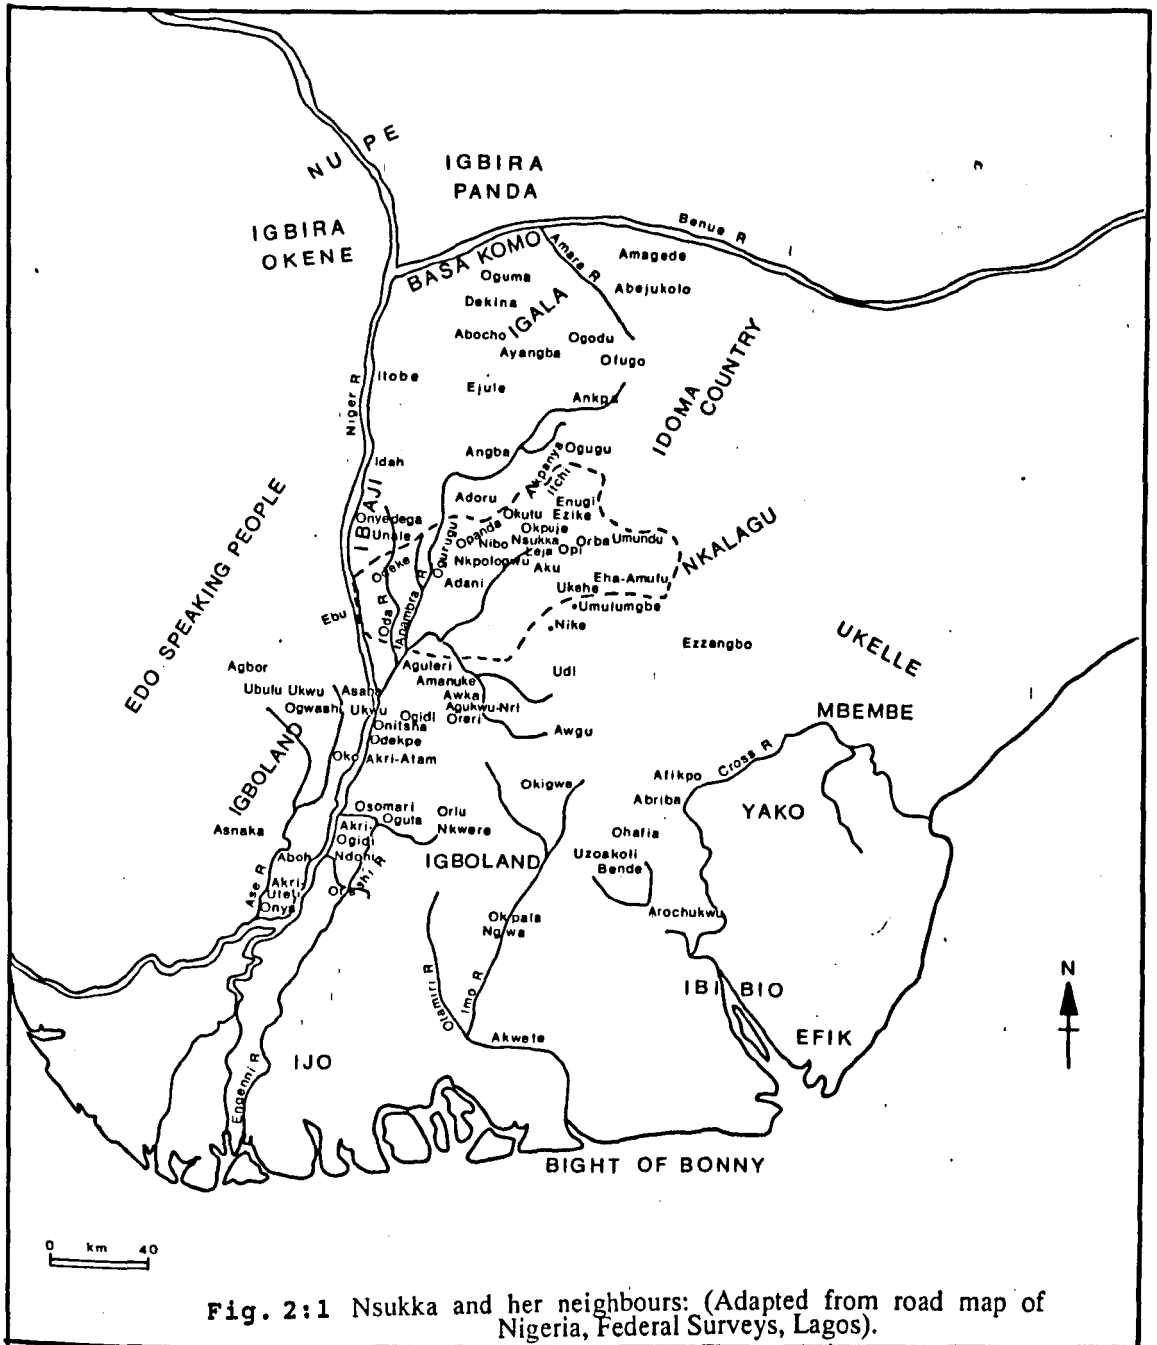 NUPE
IGBIRA
PANDA
IGBIRA
OKENE
Benue R
BASA KOMO
Amara R
Amagede
Oguma
Abejukolo
Dekina
IGALA
Abocho
Ogodu
Ayangba
Ofugo
Itobe
Ejule
Niger R
Ankpa
IDOMA
COUNTRY
Angba
Ogugu
Akpanya
Itchi
Idah
IBAJI
Adoru
Enugi
Ezike
Okutu
Onyedega
Unale
Ogurugu
Opanda
Okpuje
Nibo
Nsukka
Orba
Umundu
NKALAGU
Leja
Opi
Odeke
Nkpologwu
Aku
Adani
Eha-Amufu
Ukehe
EDO SPEAKING PEOPLE
Ebu
Oda R
Anambra R
Umulumgbe
Nike
Ezzangbo
UKELLE
Agbor
Aguleri
Udi
Ubulu Ukwu
Asaba
Amanuke
Awka
Ogwashi Ukwu
Agukwu-Nri
Ogidi
Oreri
Onitsha
Odekpe
Awgu
MBEMBE
Oko
Akri-Atam
IGBOLAND
Cross R
Afikpo
Okigwe
Abriba
YAKO
Osomari
Oguta
Orlu
Nkwere
Asnaka
Akri-
Ogidi
Ohafia
Ndoni
IGBOLAND
Uzoakoli
Bende
Aboh
Ase R
Akri-
Uteli
Onya
Arochukwu
Okpala
Ngwa
Otamiri R
Imo R
IBIBIO
EFIK
Akwete
N
IJO
Engenni R
BIGHT OF BONNY
0 km 40
Fig. 2:1 Nsukka and her neighbours: (Adapted from road map of
Nigeria, Federal Surveys, Lagos).